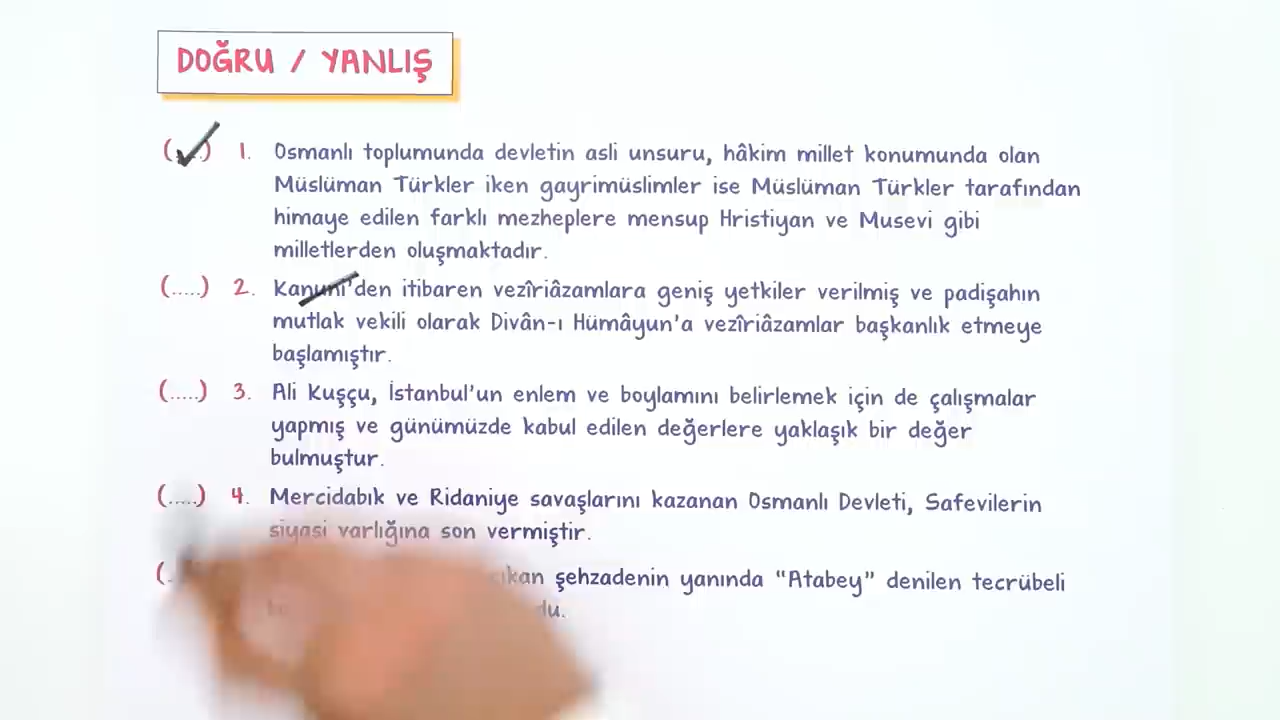 DOĞRU / YANLIŞ
(.....) 1. Osmanlı toplumunda devletin asli unsuru, hâkim millet konumunda olan
Müslüman Türkler iken gayrimüslimler ise Müslüman Türkler tarafından
himaye edilen farklı mezheplere mensup Hristiyan ve Musevi gibi
milletlerden oluşmaktadır.
(.....) 2. Kanuni'den itibaren vezîriâzamlara geniş yetkiler verilmiş ve padişahın
mutlak vekili olarak Divân-ı Hümâyun'a vezîriâzamlar başkanlık etmeye
başlamıştır.
(.....) 3. Ali Kuşçu, İstanbul'un enlem ve boylamını belirlemek için de çalışmalar
yapmış ve günümüzde kabul edilen değerlere yaklaşık bir değer
bulmuştur.
(.....) 4. Mercidabık ve Ridaniye savaşlarını kazanan Osmanlı Devleti, Safevilerin
siyasi varlığına son vermiştir.
şehzadenin yanında “Atabey” denilen tecrübeli